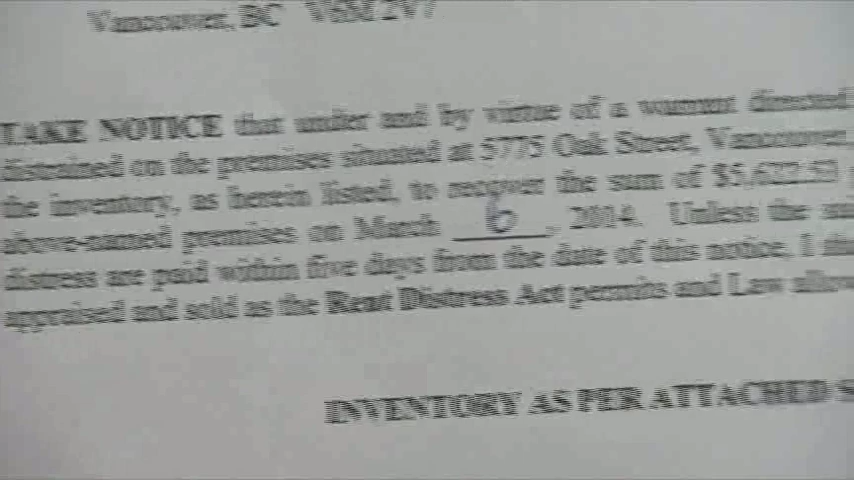 Vancouver, BC V6M 2V7
TAKE NOTICE that under and by virtue of a warrant directed
distrained on the premises situated at 5775 Oak Street, Vancouver
the inventory, as herein listed, to recover the sum of
above-named premises on March 6, 2014. Unless the
distress are paid within five days from the date of this notice, I
appraised and sold as the Rent Distress Act permits and Law
INVENTORY AS PER ATTACHED